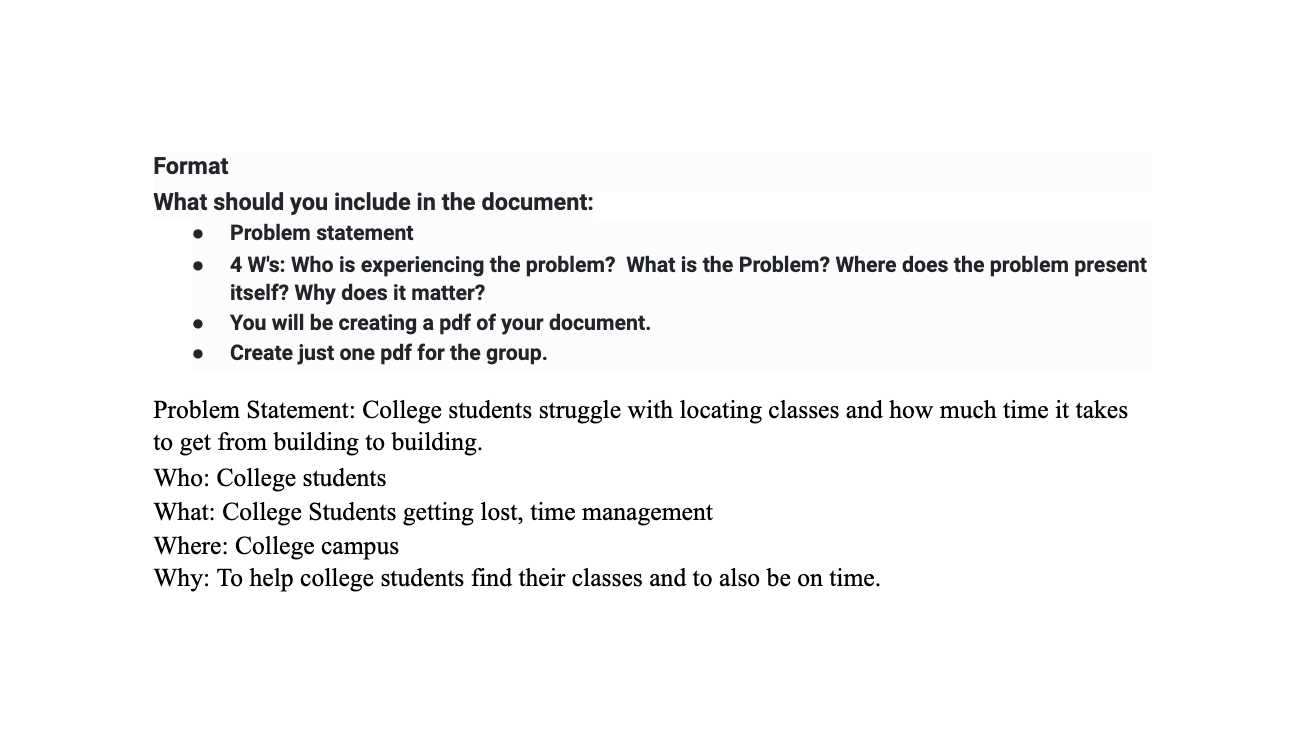 Format
What should you include in the document:
● Problem statement
● 4 W's: Who is experiencing the problem?  What is the Problem? Where does the problem present
itself? Why does it matter?
● You will be creating a pdf of your document.
● Create just one pdf for the group.
Problem Statement: College students struggle with locating classes and how much time it takes
to get from building to building.
Who: College students
What: College Students getting lost, time management
Where: College campus
Why: To help college students find their classes and to also be on time.